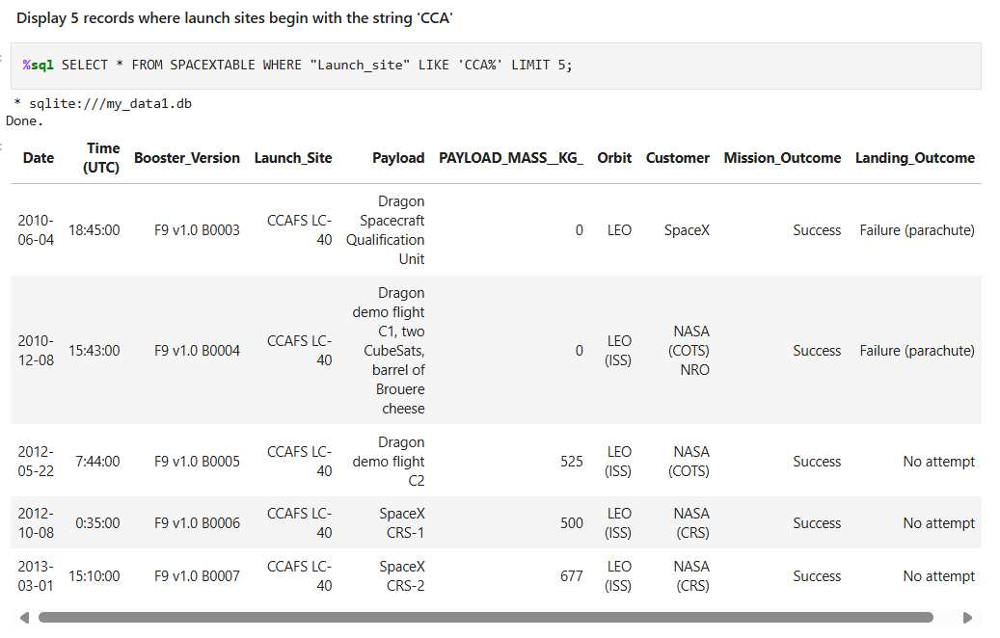 Display 5 records where launch sites begin with the string 'CCA'
%sql SELECT * FROM SPACEXTABLE WHERE "Launch_site" LIKE 'CCA%' LIMIT 5;
* sqlite:///my_data1.db
Done.
Date Time (UTC) Booster_Version Launch_Site Payload PAYLOAD_MASS__KG_ Orbit Customer Mission_Outcome Landing_Outcome
2010-06-04 18:45:00 F9 v1.0 B0003 CCAFS LC-40 Dragon Spacecraft Qualification Unit 0 LEO SpaceX Success Failure (parachute)
2010-12-08 15:43:00 F9 v1.0 B0004 CCAFS LC-40 Dragon demo flight C1, two CubeSats, barrel of Brouere cheese 0 LEO (ISS) NASA (COTS) NRO Success Failure (parachute)
2012-05-22 7:44:00 F9 v1.0 B0005 CCAFS LC-40 Dragon demo flight C2 525 LEO (ISS) NASA (COTS) Success No attempt
2012-10-08 0:35:00 F9 v1.0 B0006 CCAFS LC-40 SpaceX CRS-1 500 LEO (ISS) NASA (CRS) Success No attempt
2013-03-01 15:10:00 F9 v1.0 B0007 CCAFS LC-40 SpaceX CRS-2 677 LEO (ISS) NASA (CRS) Success No attempt